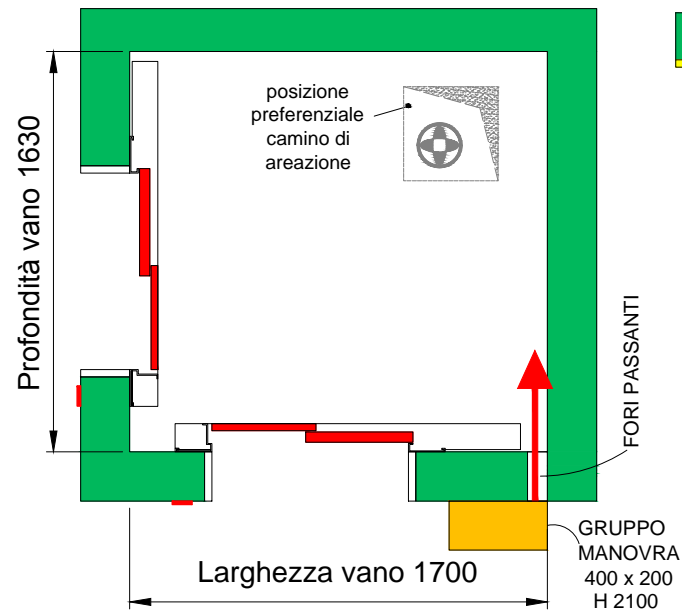 posizione
preferenziale
camino di
areazione
Profondità vano 1630
FORI PASSANTI
GRUPPO
MANOVRA
400 x 200
H 2100
Larghezza vano 1700